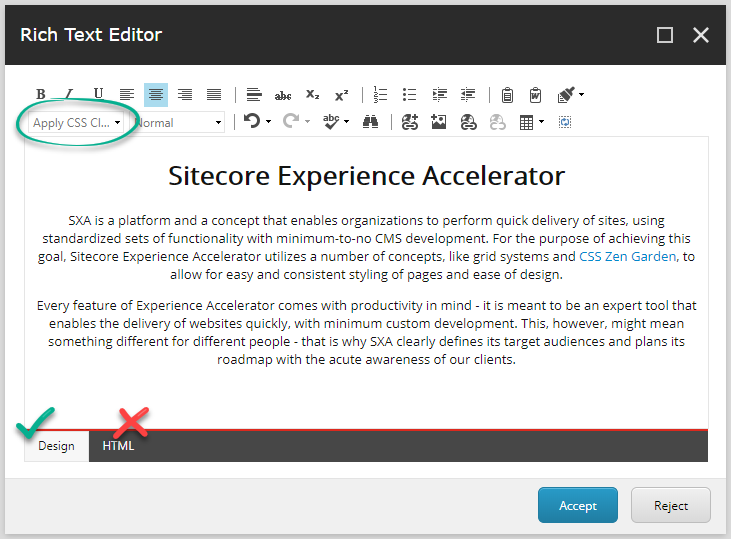 Rich Text Editor
B I U abc X₂ X²
Apply CSS Cl... Normal abc
Sitecore Experience Accelerator
SXA is a platform and a concept that enables organizations to perform quick delivery of sites, using
standardized sets of functionality with minimum-to-no CMS development. For the purpose of achieving this
goal, Sitecore Experience Accelerator utilizes a number of concepts, like grid systems and CSS Zen Garden, to
allow for easy and consistent styling of pages and ease of design.
Every feature of Experience Accelerator comes with productivity in mind - it is meant to be an expert tool that
enables the delivery of websites quickly, with minimum custom development. This, however, might mean
something different for different people - that is why SXA clearly defines its target audiences and plans its
roadmap with the acute awareness of our clients.
Design HTML
Accept Reject